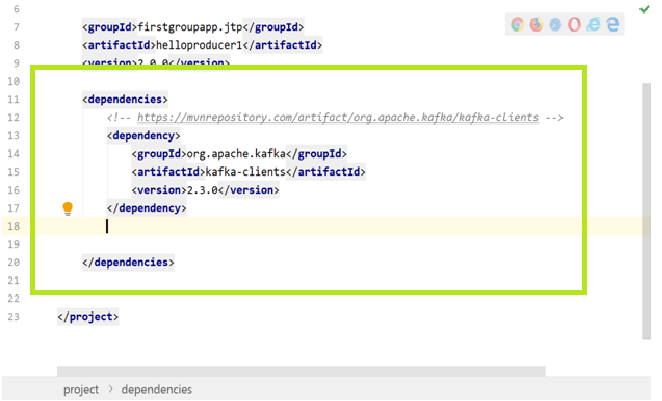 6
7 <groupId>firstgroupapp.jtp</groupId>
8 <artifactId>helloproducer1</artifactId>
9 <version>2.0.0</version>
10
11 <dependencies>
12 <!-- https://mvnrepository.com/artifact/org.apache.kafka/kafka-clients -->
13 <dependency>
14 <groupId>org.apache.kafka</groupId>
15 <artifactId>kafka-clients</artifactId>
16 <version>2.3.0</version>
17 </dependency>
18
19
20 </dependencies>
21
22
23 </project>
project > dependencies